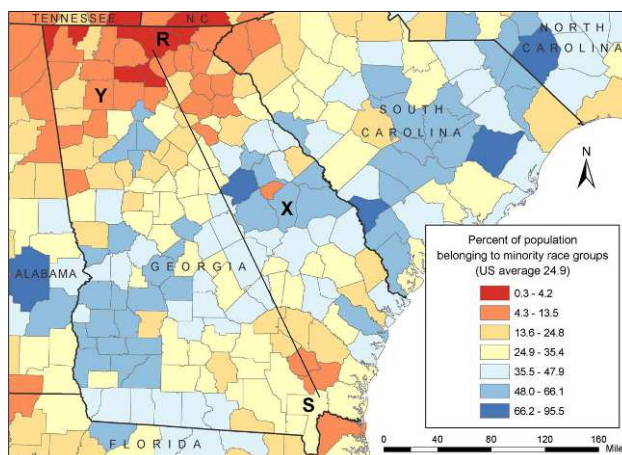 TENNESSEE
N C
R
NORTH
CAROLINA
Y
SOUTH
CAROLINA
N
X
GEORGIA
ALABAMA
S
FLORIDA
Percent of population
belonging to minority race groups
(US average 24.9)
0.3 - 4.2
4.3 - 13.5
13.6 - 24.8
24.9 - 35.4
35.5 - 47.9
48.0 - 66.1
66.2 - 95.5
0 40 80 120 160
Mile